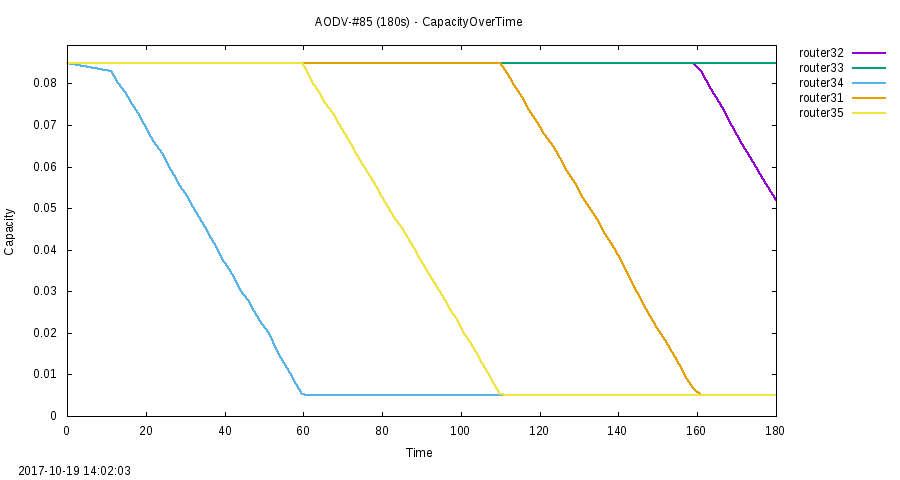 AODV-#85 (180s) - CapacityOverTime
router32
router33
router34
router31
router35
0.08
0.07
0.06
0.05
0.04
0.03
0.02
0.01
0
Capacity
0 20 40 60 80 100 120 140 160 180
Time
2017-10-19 14:02:03